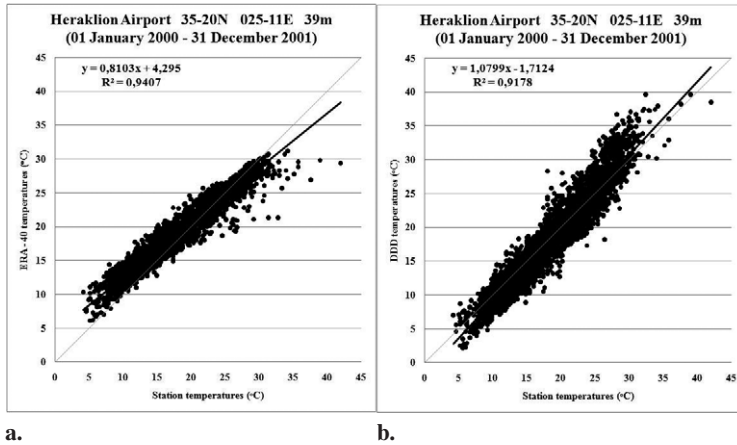 Heraklion Airport 35-20N 025-11E 39m
(01 January 2000 - 31 December 2001)
y = 0,8103x + 4,295
R² = 0,9407
ERA - 40 temperatures (ºC)
45
40
35
30
25
20
15
10
5
0
0 5 10 15 20 25 30 35 40 45
Station temperatures (ºC)
a.
Heraklion Airport 35-20N 025-11E 39m
(01 January 2000 - 31 December 2001)
y = 1,0799x - 1,7124
R² = 0,9178
DDD temperatures (ºC)
45
40
35
30
25
20
15
10
5
0
0 5 10 15 20 25 30 35 40 45
Station temperatures (ºC)
b.